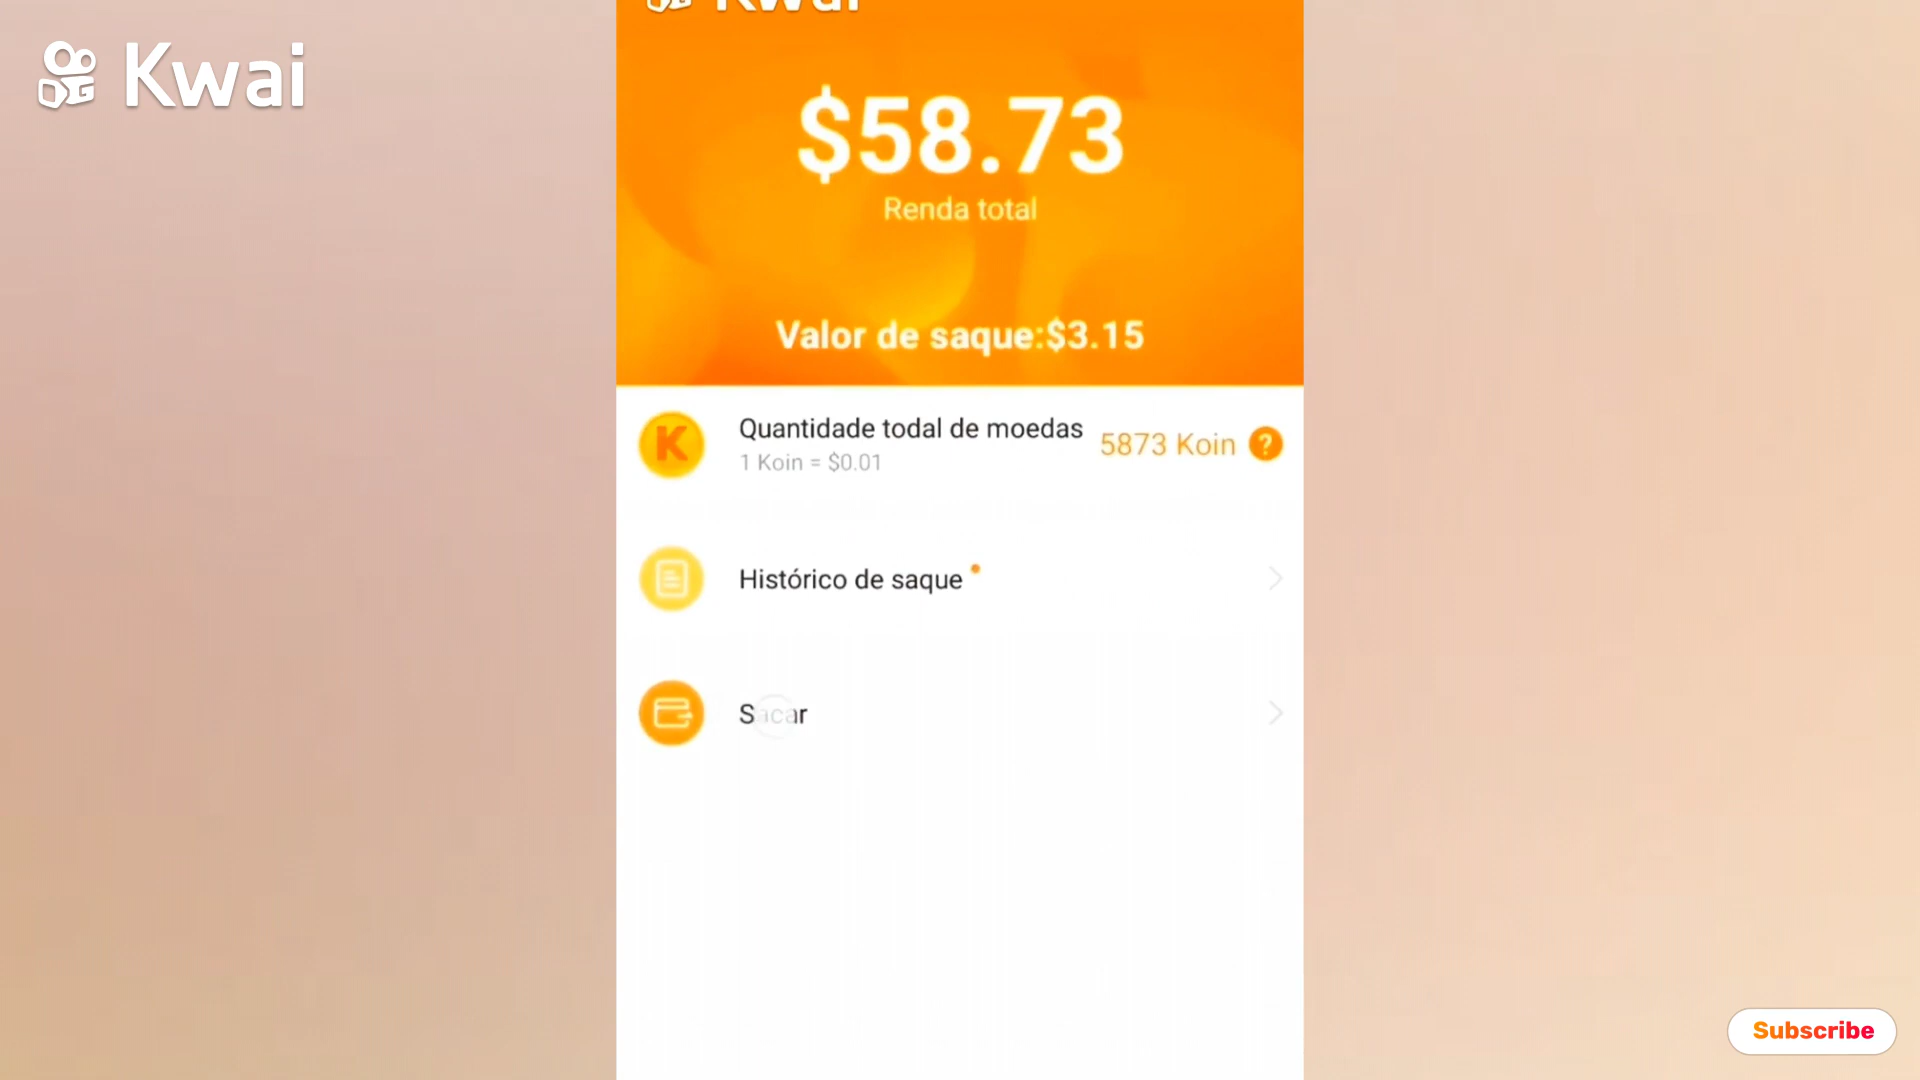 Kwai
Kwai
$58.73
Renda total
Valor de saque:$3.15
Quantidade todal de moedas
1 Koin = $0.01
5873 Koin ?
Histórico de saque
Sacar
Subscribe